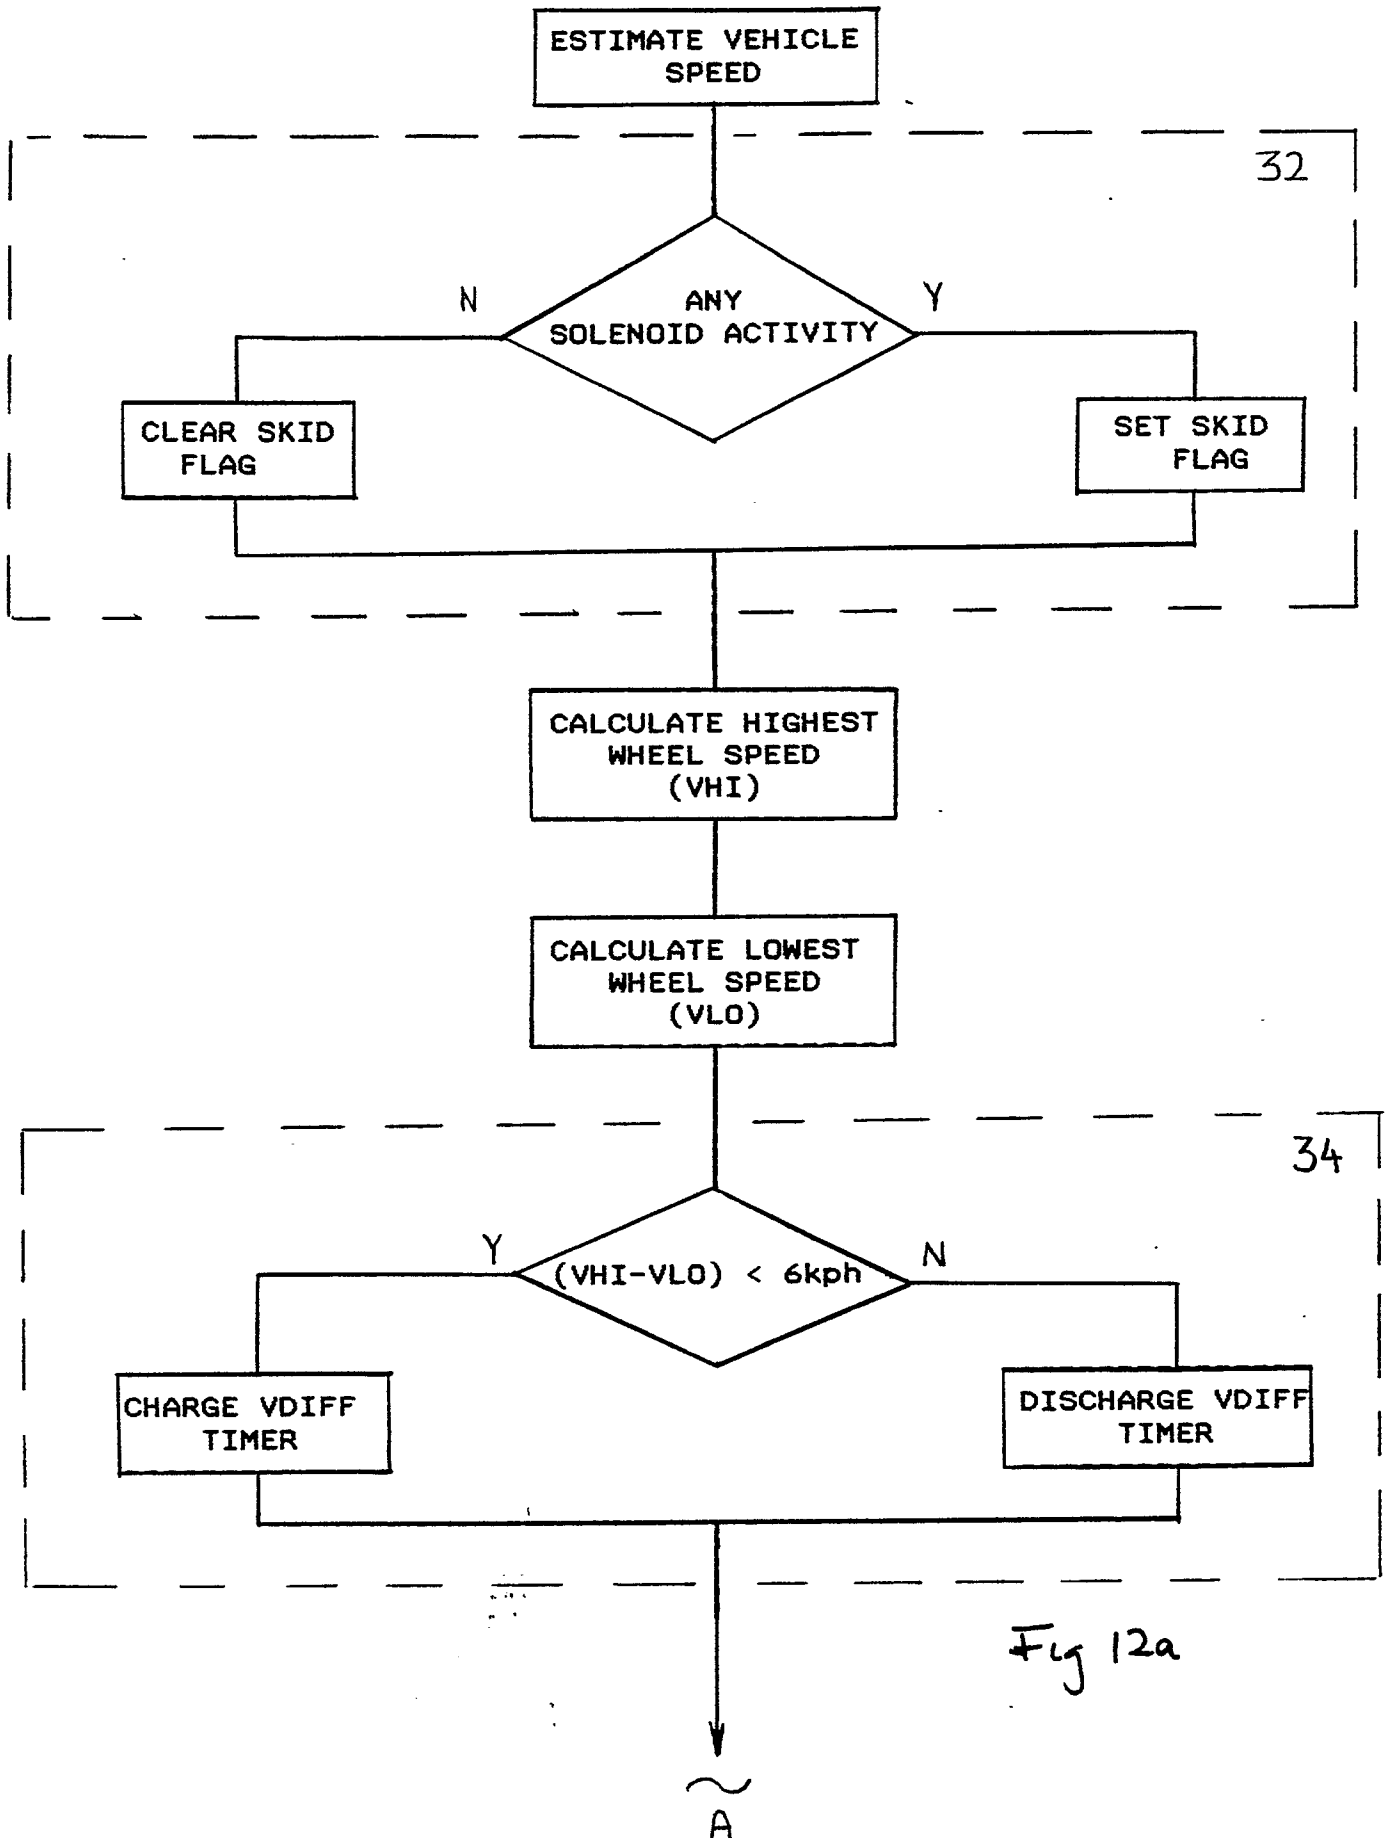 ESTIMATE VEHICLE
SPEED
32
N
ANY
SOLENOID ACTIVITY
Y
CLEAR SKID
FLAG
SET SKID
FLAG
CALCULATE HIGHEST
WHEEL SPEED
(VHI)
CALCULATE LOWEST
WHEEL SPEED
(VLO)
34
Y
(VHI-VLO) < 6kph
N
CHARGE VDIFF
TIMER
DISCHARGE VDIFF
TIMER
Fig 12a
A